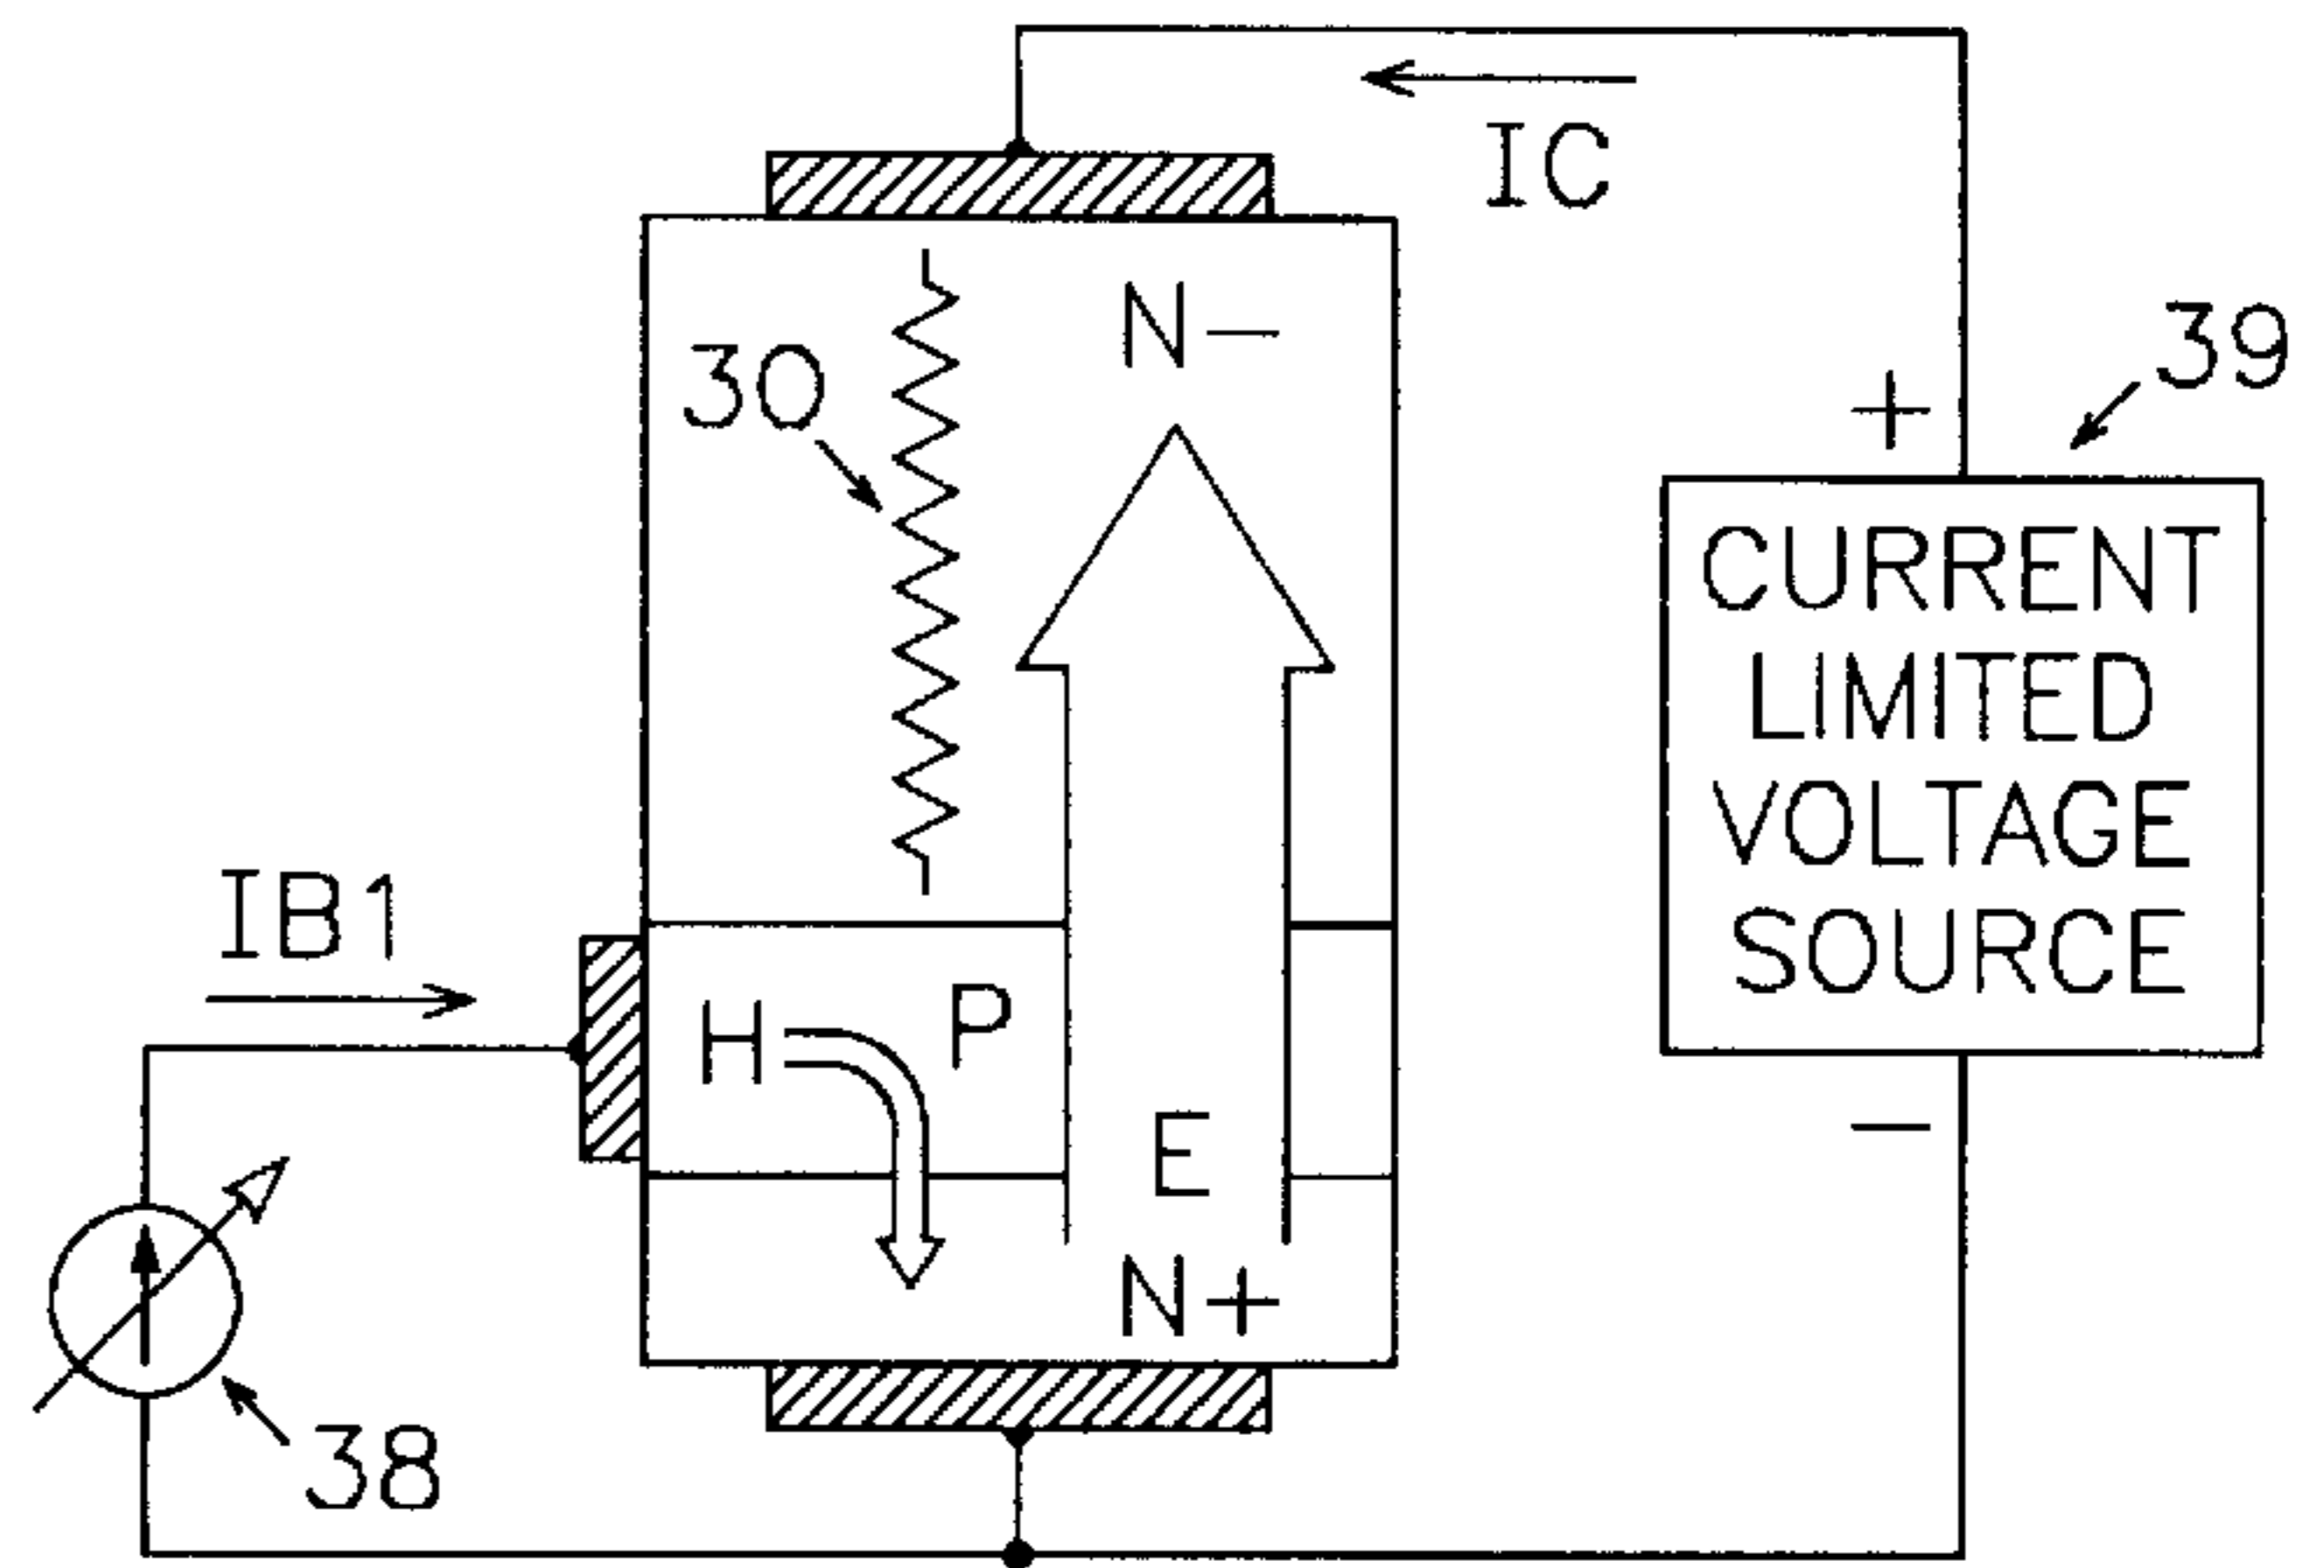 IC
N-
30
39
+
CURRENT
LIMITED
VOLTAGE
SOURCE
IB1
H
P
E
−
N+
38